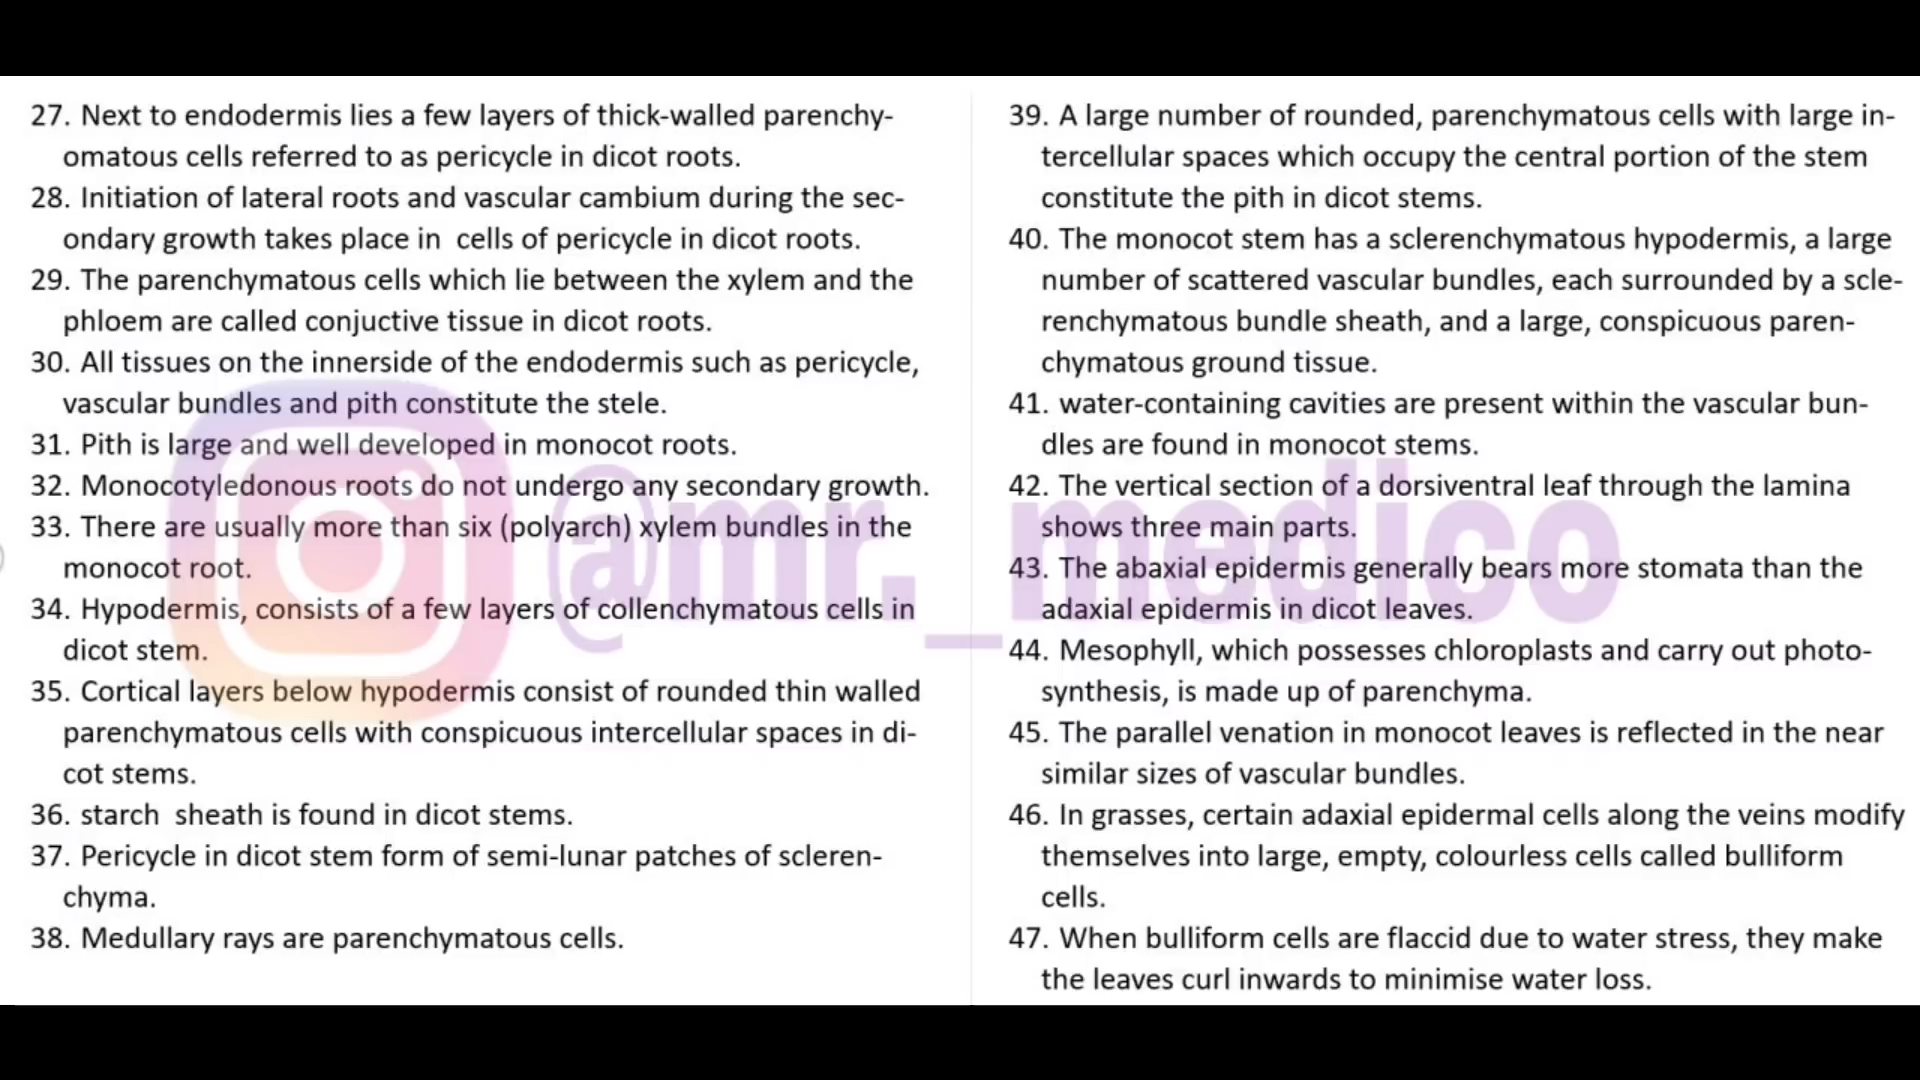 27. Next to endodermis lies a few layers of thick-walled parenchy-
omatous cells referred to as pericycle in dicot roots.
28. Initiation of lateral roots and vascular cambium during the sec-
ondary growth takes place in  cells of pericycle in dicot roots.
29. The parenchymatous cells which lie between the xylem and the
phloem are called conjuctive tissue in dicot roots.
30. All tissues on the innerside of the endodermis such as pericycle,
vascular bundles and pith constitute the stele.
31. Pith is large and well developed in monocot roots.
32. Monocotyledonous roots do not undergo any secondary growth.
33. There are usually more than six (polyarch) xylem bundles in the
monocot root.
34. Hypodermis, consists of a few layers of collenchymatous cells in
dicot stem.
35. Cortical layers below hypodermis consist of rounded thin walled
parenchymatous cells with conspicuous intercellular spaces in di-
cot stems.
36. starch  sheath is found in dicot stems.
37. Pericycle in dicot stem form of semi-lunar patches of scleren-
chyma.
38. Medullary rays are parenchymatous cells.
39. A large number of rounded, parenchymatous cells with large in-
tercellular spaces which occupy the central portion of the stem
constitute the pith in dicot stems.
40. The monocot stem has a sclerenchymatous hypodermis, a large
number of scattered vascular bundles, each surrounded by a scle-
renchymatous bundle sheath, and a large, conspicuous paren-
chymatous ground tissue.
41. water-containing cavities are present within the vascular bun-
dles are found in monocot stems.
42. The vertical section of a dorsiventral leaf through the lamina
shows three main parts.
43. The abaxial epidermis generally bears more stomata than the
adaxial epidermis in dicot leaves.
44. Mesophyll, which possesses chloroplasts and carry out photo-
synthesis, is made up of parenchyma.
45. The parallel venation in monocot leaves is reflected in the near
similar sizes of vascular bundles.
46. In grasses, certain adaxial epidermal cells along the veins modify
themselves into large, empty, colourless cells called bulliform
cells.
47. When bulliform cells are flaccid due to water stress, they make
the leaves curl inwards to minimise water loss.
@mr._medico